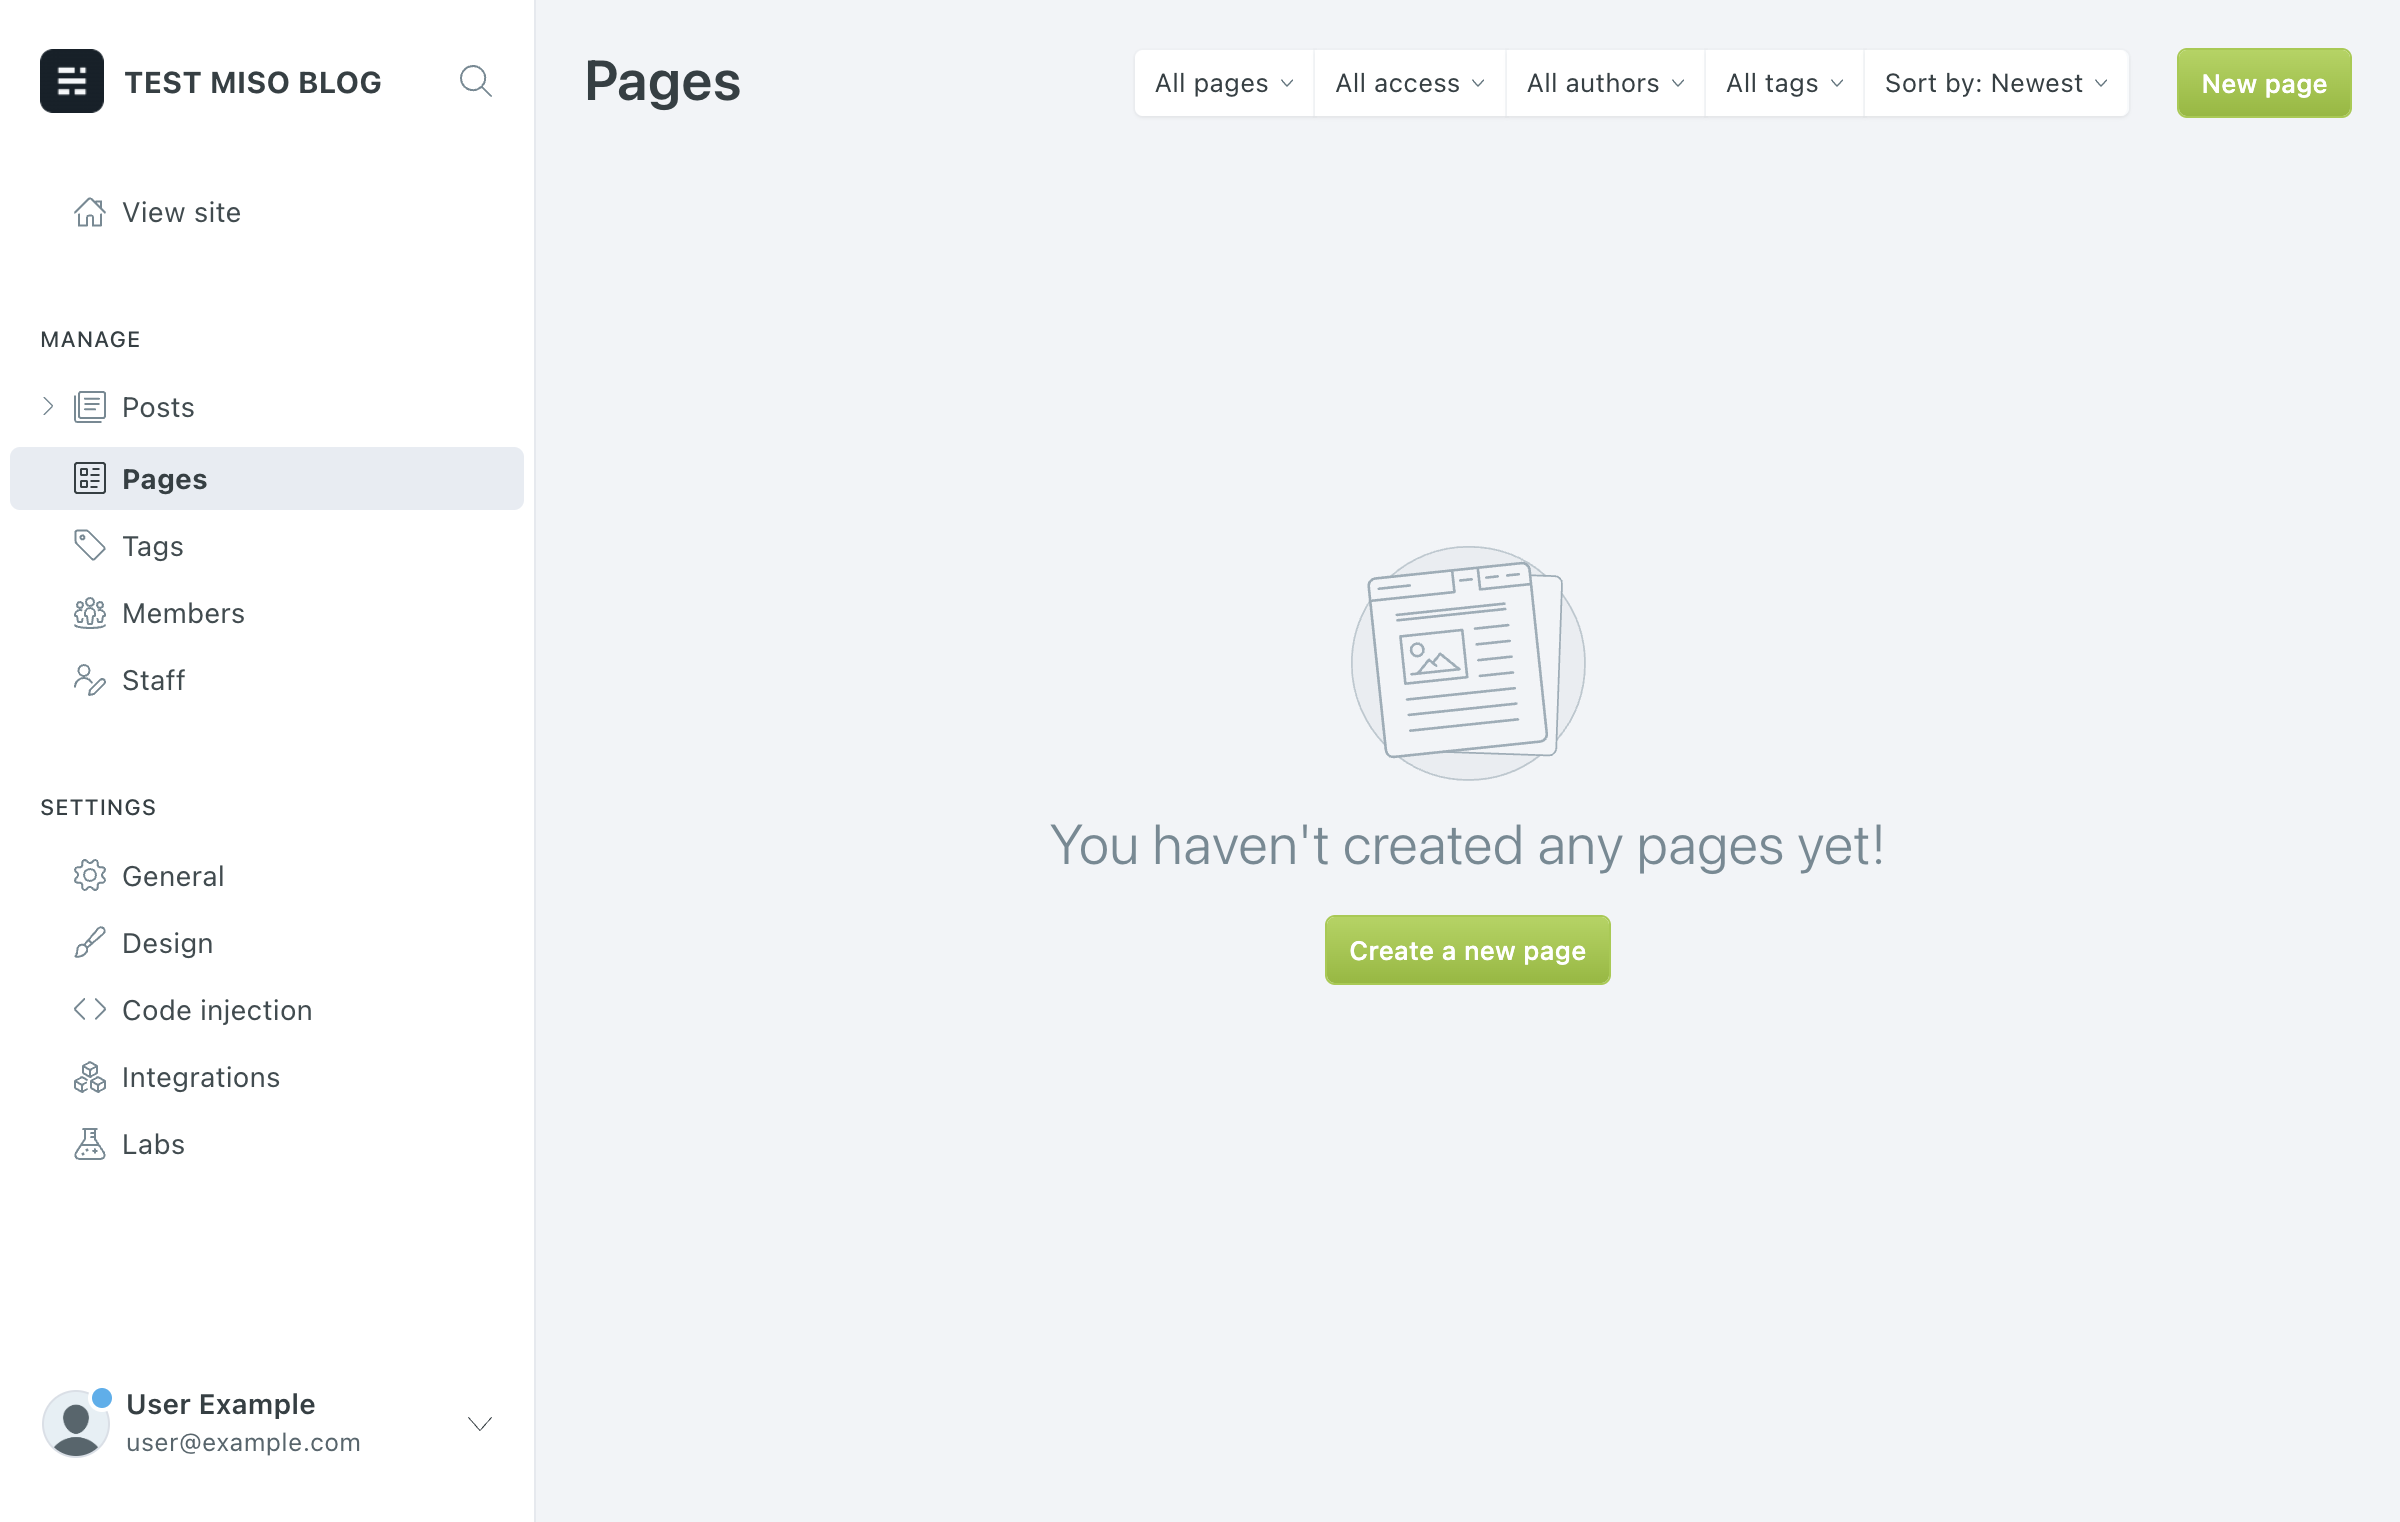 TEST MISO BLOG
View site
MANAGE
Posts
Pages
Tags
Members
Staff
SETTINGS
General
Design
Code injection
Integrations
Labs
User Example
user@example.com
Pages
All pages
All access
All authors
All tags
Sort by: Newest
New page
You haven't created any pages yet!
Create a new page